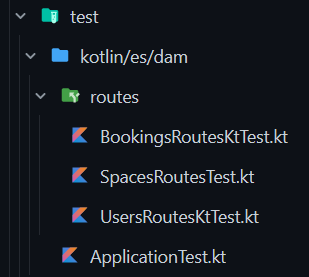 test
kotlin/es/dam
routes
BookingsRoutesKtTest.kt
SpacesRoutesTest.kt
UsersRoutesKtTest.kt
ApplicationTest.kt